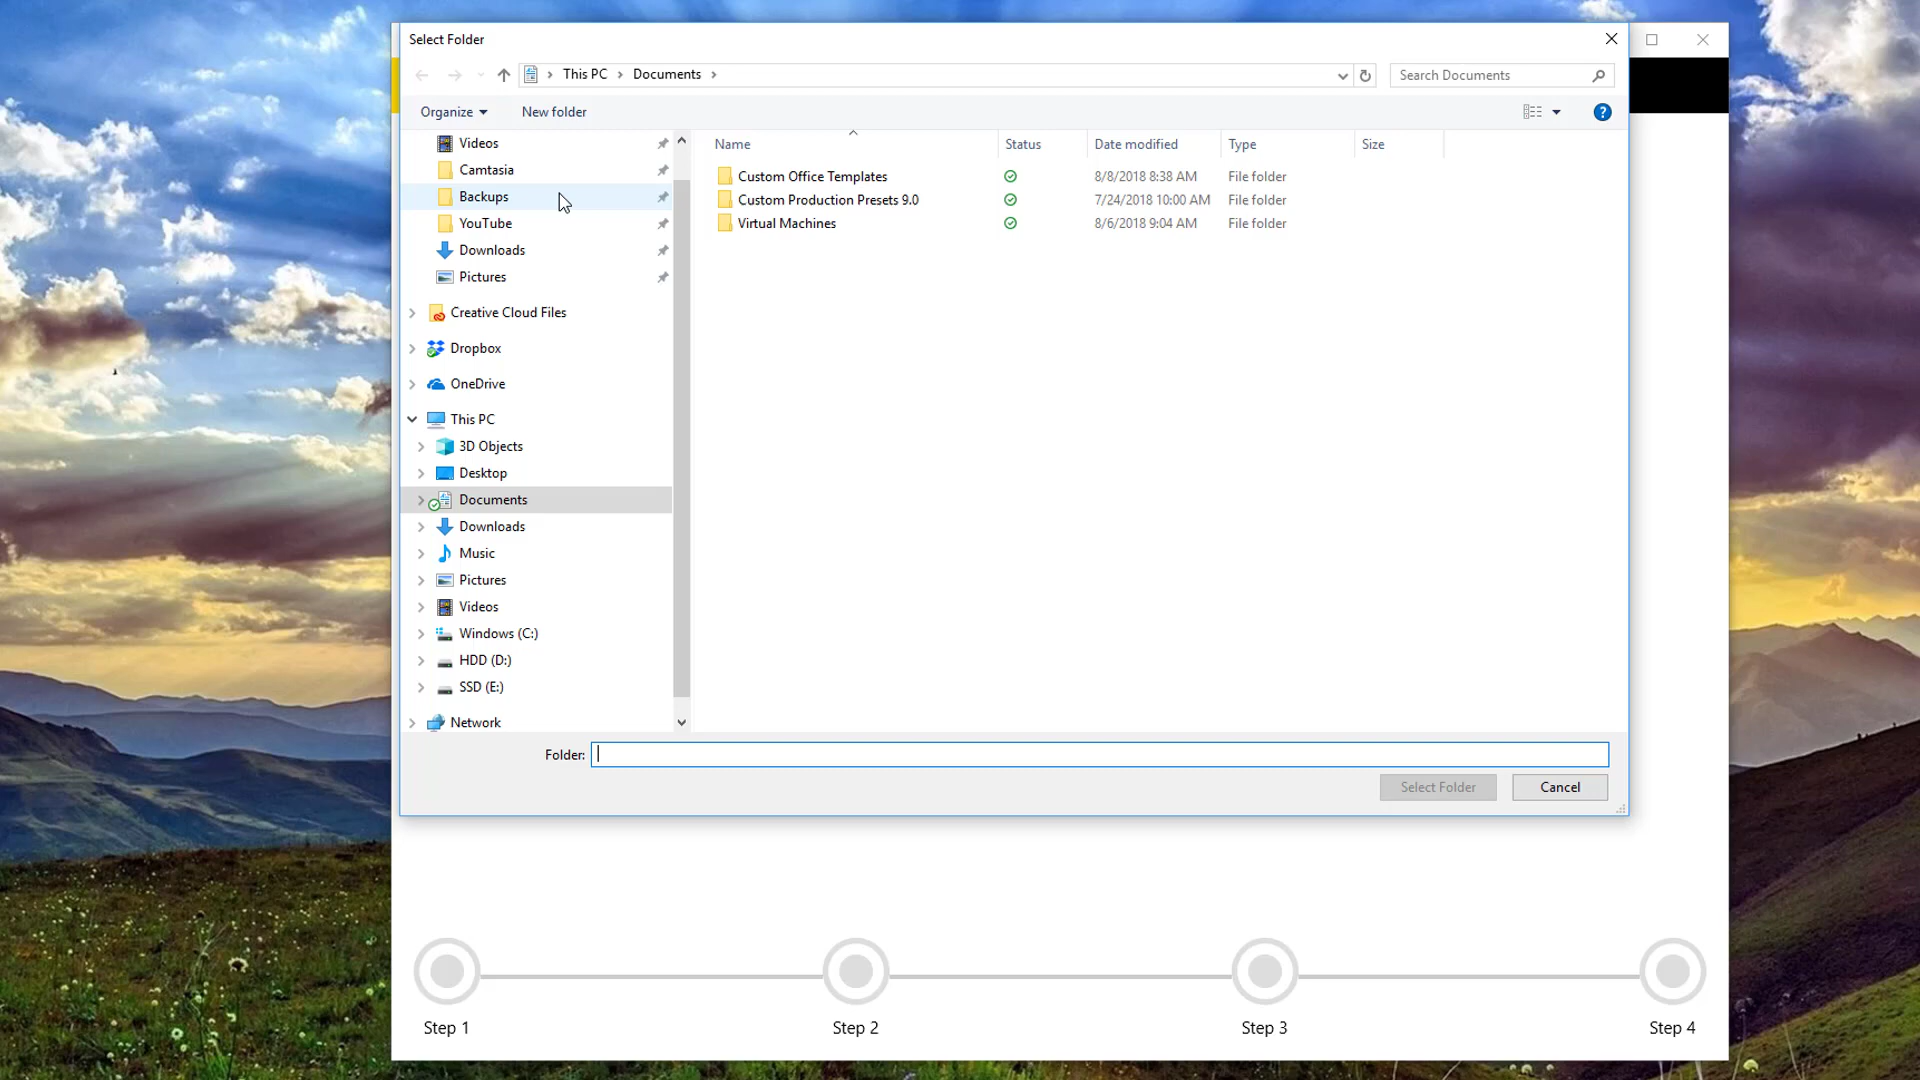 Select Folder
This PC Documents
Search Documents
Organize New folder
Name Status Date modified Type Size
Videos
Camtasia
Backups
YouTube
Downloads
Pictures
Creative Cloud Files
Dropbox
OneDrive
This PC
3D Objects
Desktop
Documents
Downloads
Music
Pictures
Videos
Windows (C:)
HDD (D:)
SSD (E:)
Network
Custom Office Templates 8/8/2018 8:38 AM File folder
Custom Production Presets 9.0 7/24/2018 10:00 AM File folder
Virtual Machines 8/6/2018 9:04 AM File folder
Folder:
Select Folder Cancel
Step 1 Step 2 Step 3 Step 4